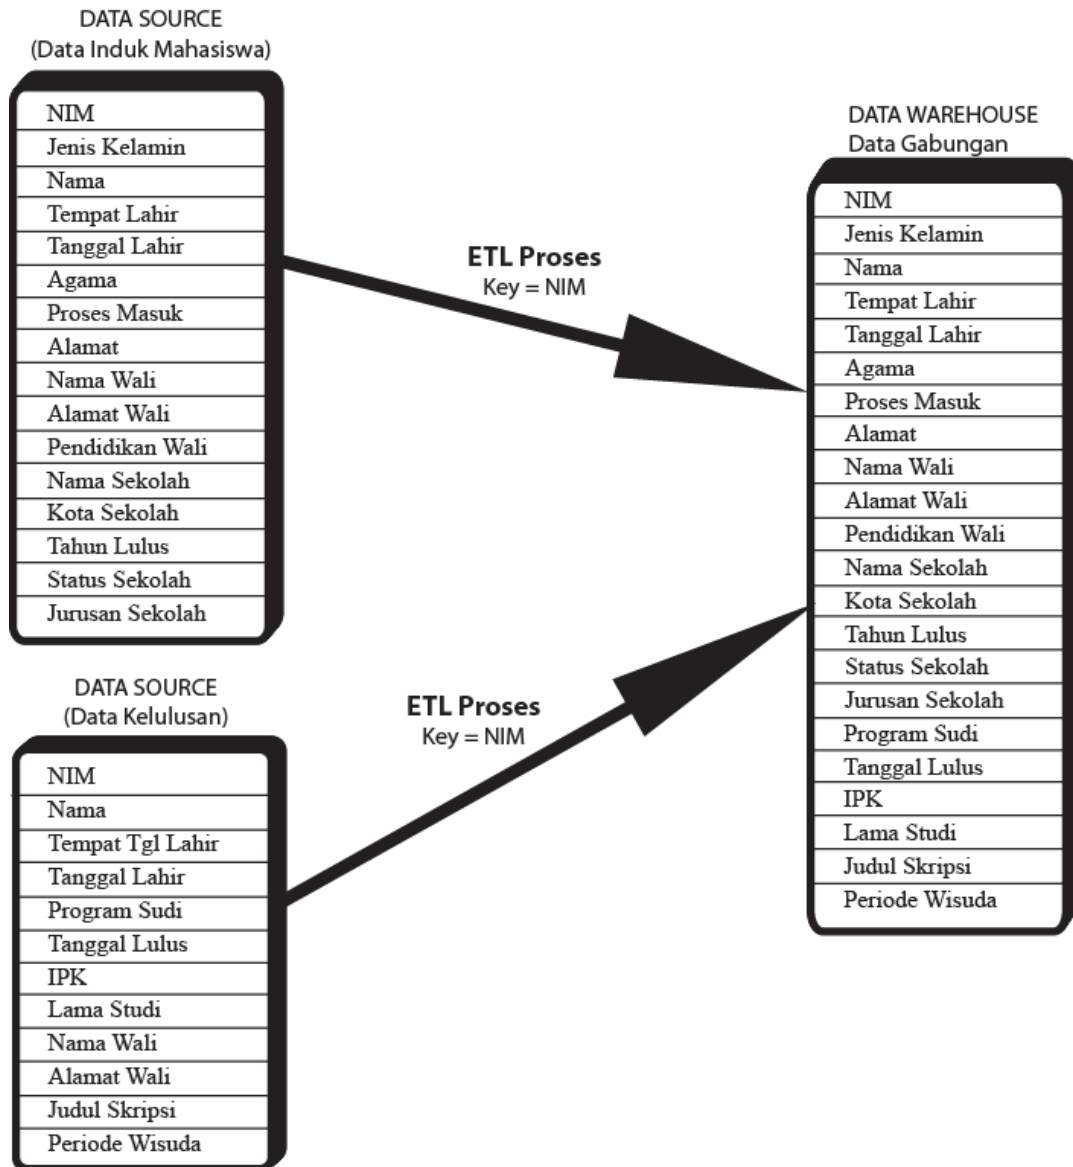 DATA SOURCE
(Data Induk Mahasiswa)
NIM
Jenis Kelamin
Nama
Tempat Lahir
Tanggal Lahir
Agama
Proses Masuk
Alamat
Nama Wali
Alamat Wali
Pendidikan Wali
Nama Sekolah
Kota Sekolah
Tahun Lulus
Status Sekolah
Jurusan Sekolah
DATA SOURCE
(Data Kelulusan)
NIM
Nama
Tempat Tgl Lahir
Tanggal Lahir
Program Sudi
Tanggal Lulus
IPK
Lama Studi
Nama Wali
Alamat Wali
Judul Skripsi
Periode Wisuda
ETL Proses
Key = NIM
ETL Proses
Key = NIM
DATA WAREHOUSE
Data Gabungan
NIM
Jenis Kelamin
Nama
Tempat Lahir
Tanggal Lahir
Agama
Proses Masuk
Alamat
Nama Wali
Alamat Wali
Pendidikan Wali
Nama Sekolah
Kota Sekolah
Tahun Lulus
Status Sekolah
Jurusan Sekolah
Program Sudi
Tanggal Lulus
IPK
Lama Studi
Judul Skripsi
Periode Wisuda